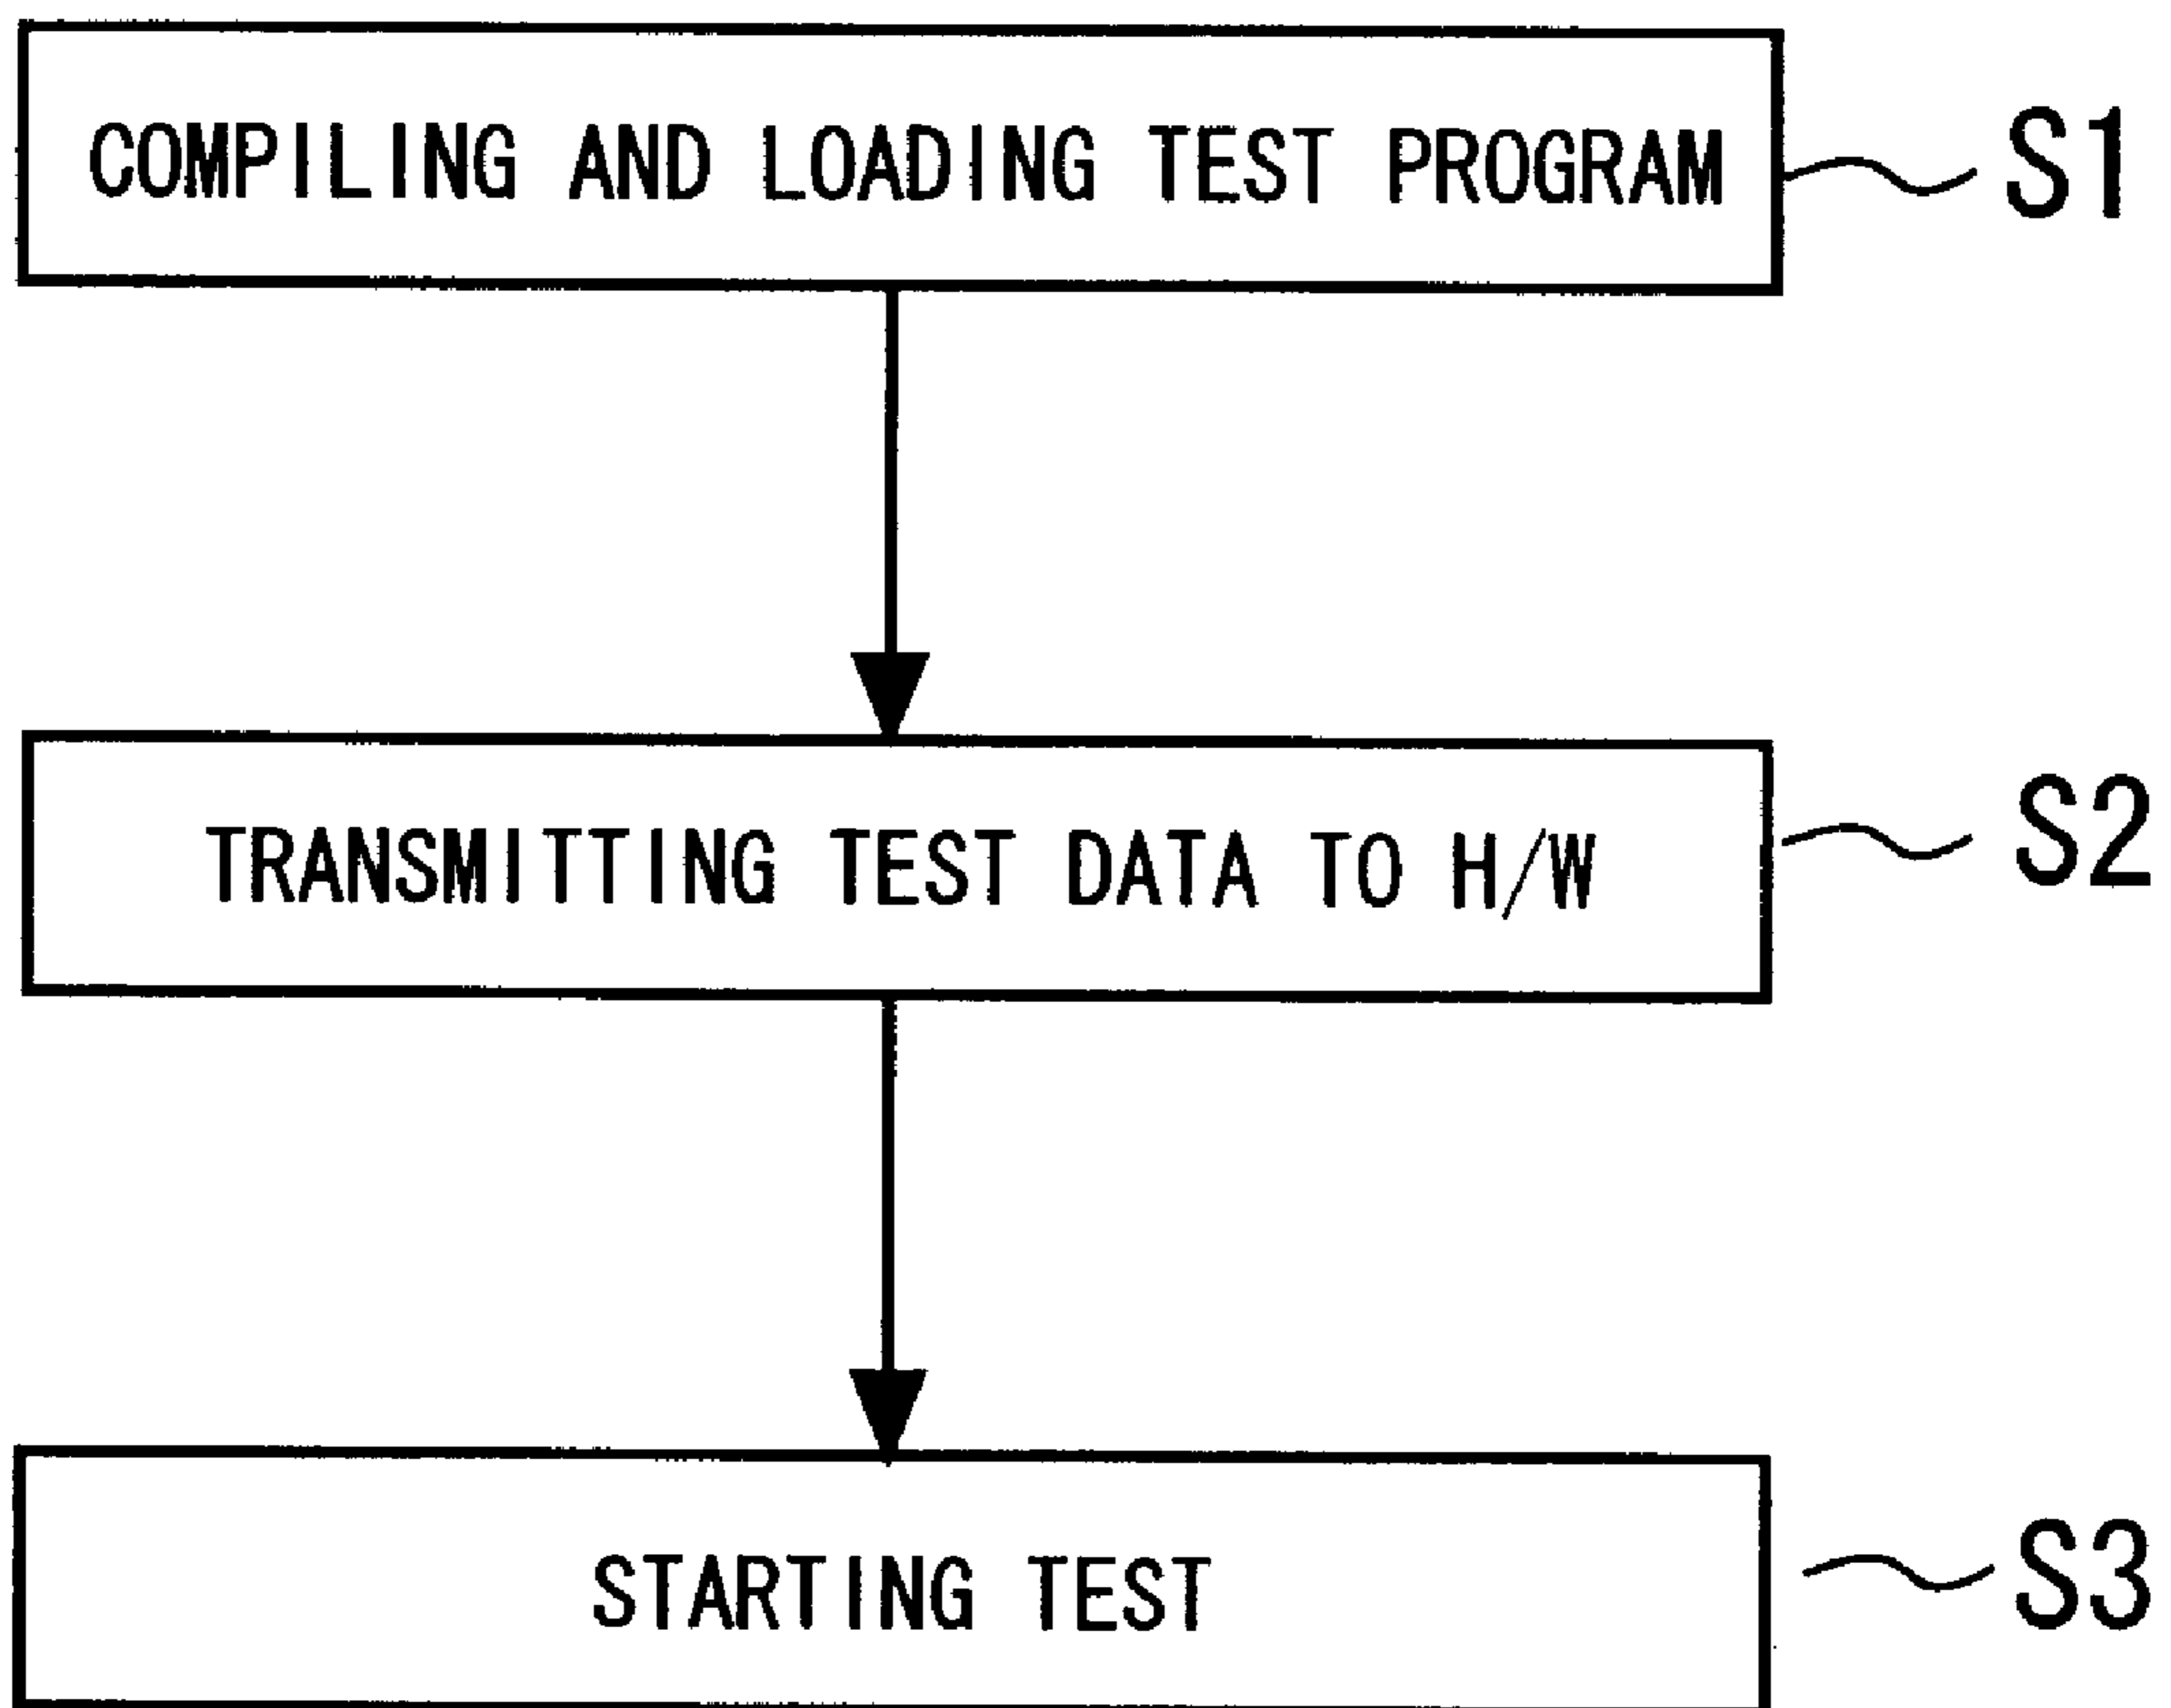 COMPILING AND LOADING TEST PROGRAM S1
TRANSMITTING TEST DATA TO H/W S2
STARTING TEST S3